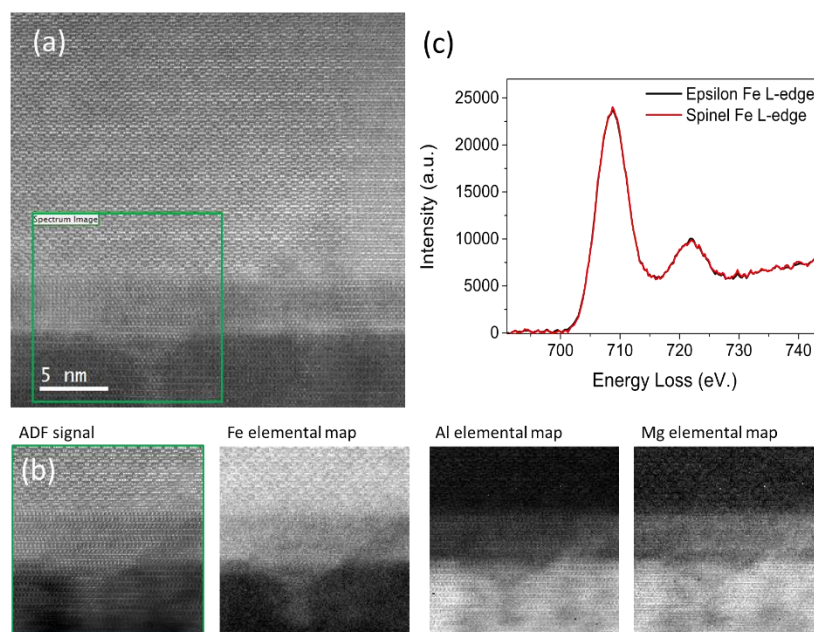 (a)
Spectrum Image
5 nm
(c)
Epsilon Fe L-edge
Spinel Fe L-edge
25000
20000
15000
10000
5000
0
Intensity (a.u.)
700 710 720 730 740
Energy Loss (eV.)
ADF signal
Fe elemental map
Al elemental map
Mg elemental map
(b)